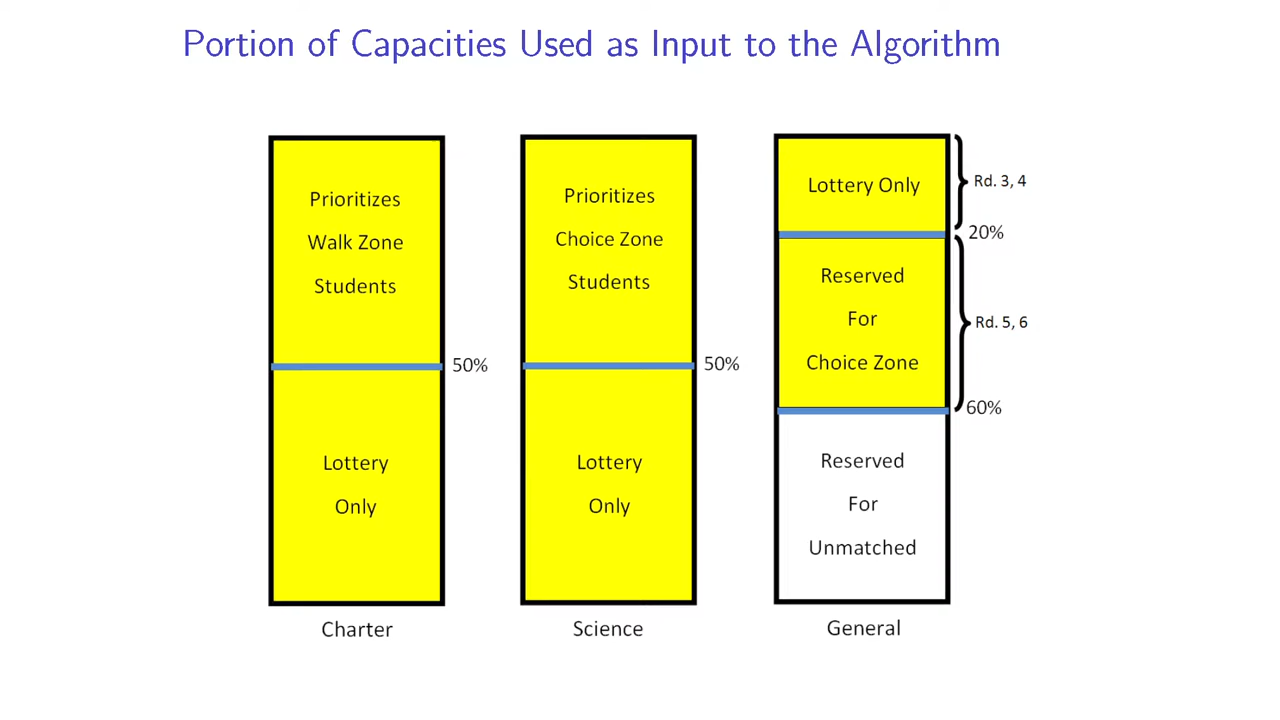 Portion of Capacities Used as Input to the Algorithm
Prioritizes
Walk Zone
Students
50%
Lottery
Only
Charter
Prioritizes
Choice Zone
Students
50%
Lottery
Only
Science
Lottery Only
Rd. 3, 4
20%
Reserved
For
Choice Zone
Rd. 5, 6
60%
Reserved
For
Unmatched
General